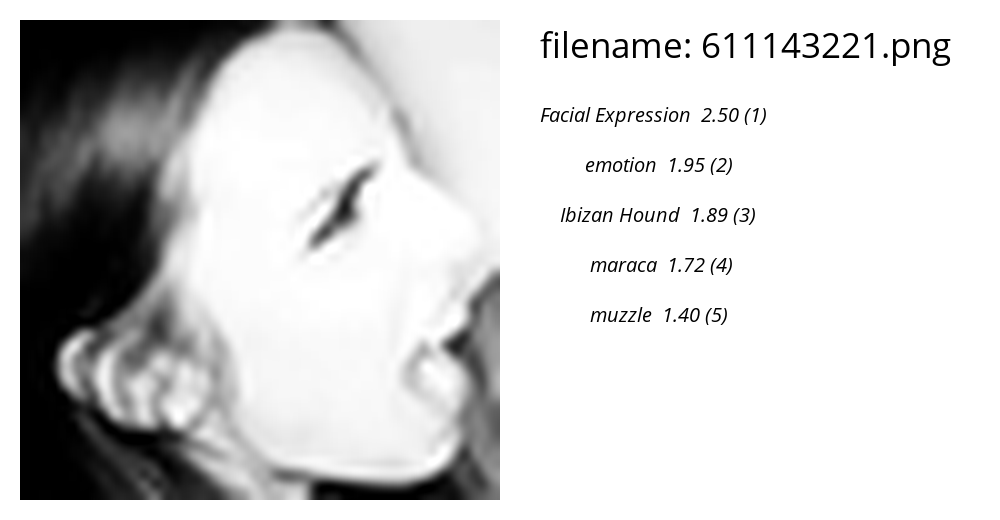 filename: 611143221.png
Facial Expression 2.50 (1)
emotion 1.95 (2)
Ibizan Hound 1.89 (3)
maraca 1.72 (4)
muzzle 1.40 (5)